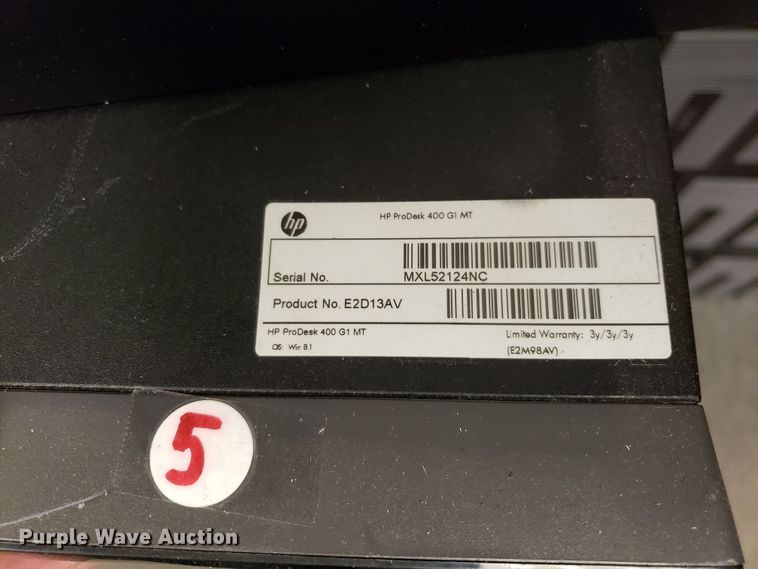 hp
HP ProDesk 400 G1 MT
Serial No. MXL52124NC
Product No. E2D13AV
HP ProDesk 400 G1 MT
Limited Warranty: 3y/3y/3y
OS: Win 8.1
(E2M98AV)
5
Purple Wave Auction